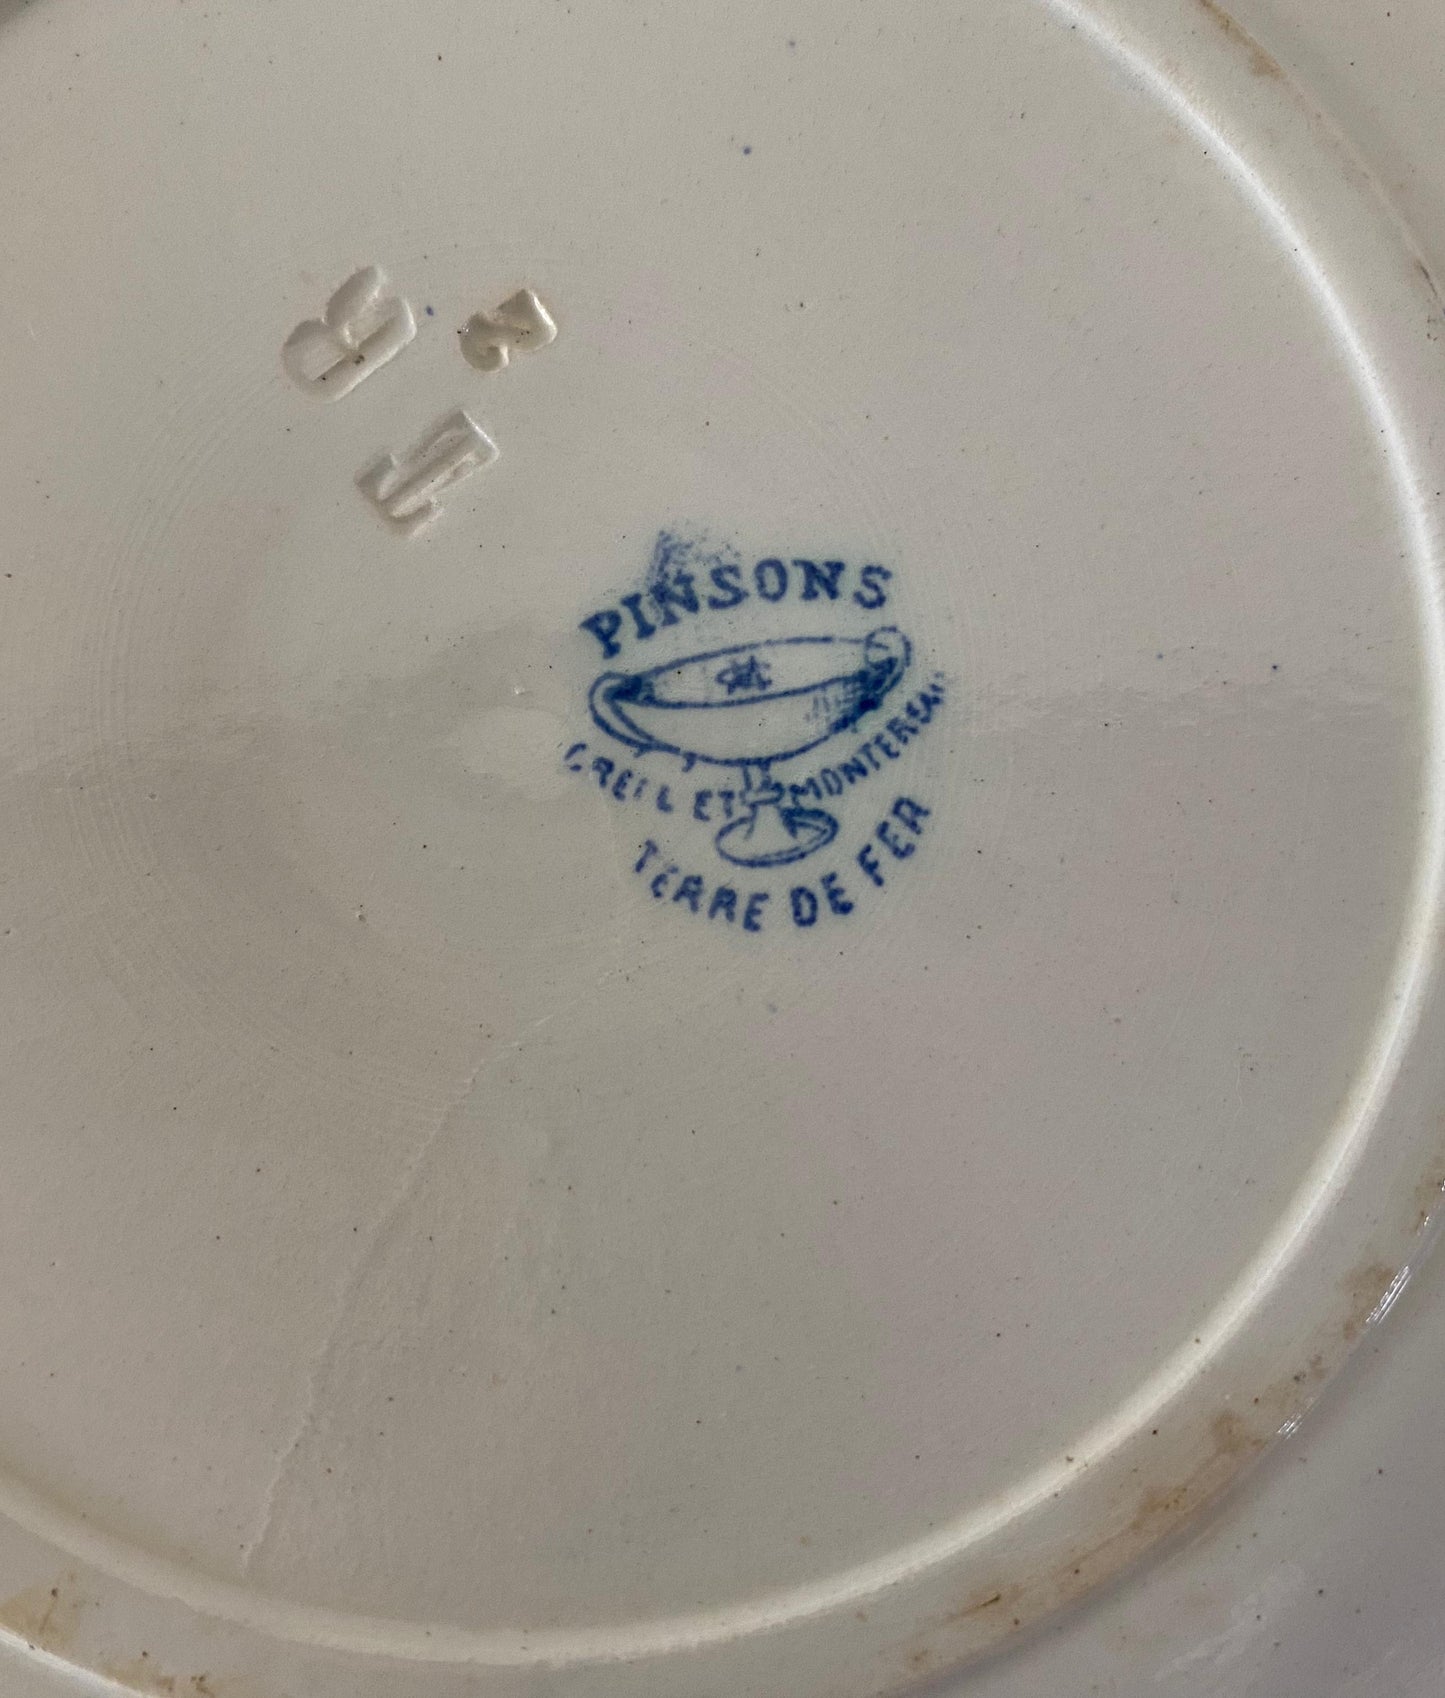 PINSONS
CREIL ET MONTEREAU
TERRE DE FER